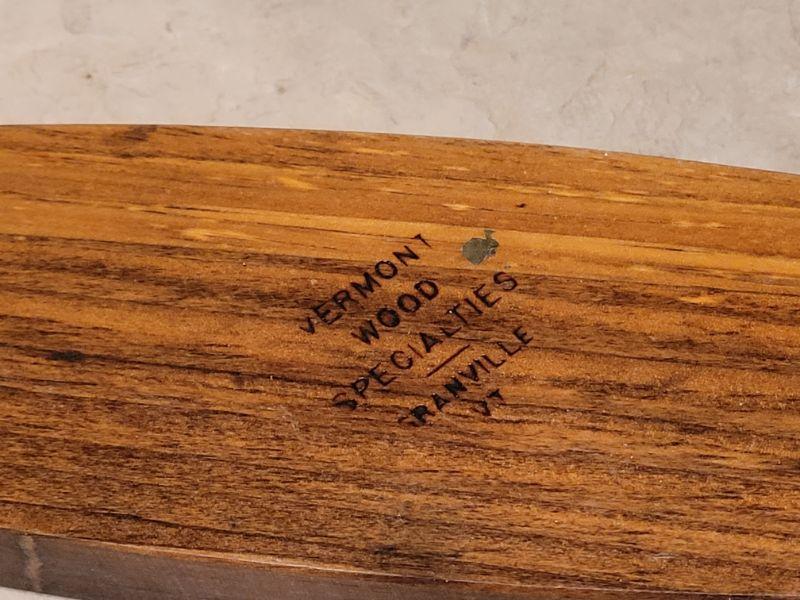 VERMONT
WOOD
SPECIALTIES
GRANVILLE
VT